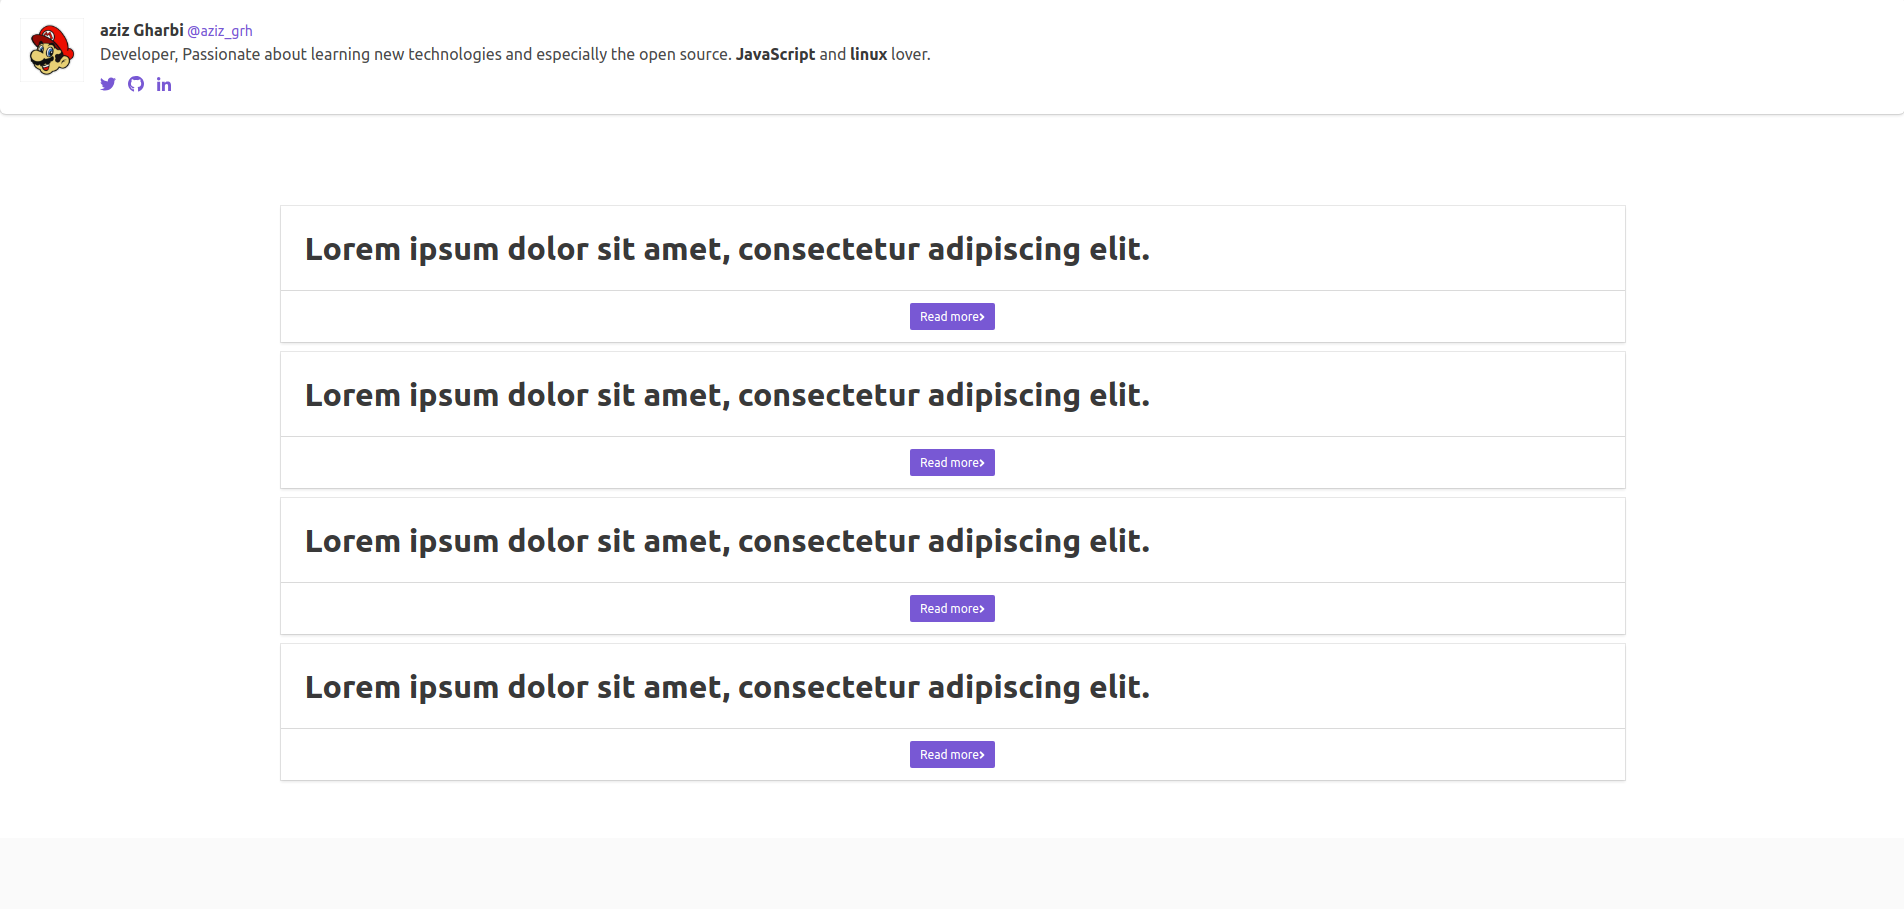 aziz Gharbi @aziz_grh
Developer, Passionate about learning new technologies and especially the open source. JavaScript and linux lover.
Lorem ipsum dolor sit amet, consectetur adipiscing elit.
Read more
Lorem ipsum dolor sit amet, consectetur adipiscing elit.
Read more
Lorem ipsum dolor sit amet, consectetur adipiscing elit.
Read more
Lorem ipsum dolor sit amet, consectetur adipiscing elit.
Read more